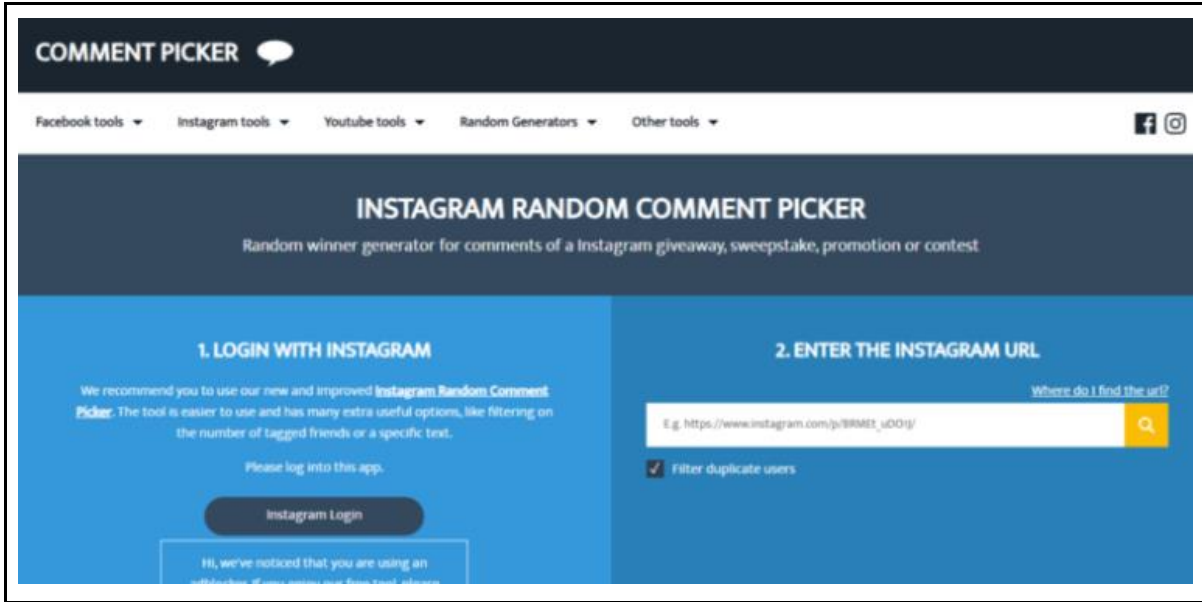 COMMENT PICKER
Facebook tools
Instagram tools
Youtube tools
Random Generators
Other tools
INSTAGRAM RANDOM COMMENT PICKER
Random winner generator for comments of a Instagram giveaway, sweepstake, promotion or contest
1. LOGIN WITH INSTAGRAM
We recommend you to use our new and improved Instagram Random Comment
Picker. The tool is easier to use and has many extra useful options, like filtering on
the number of tagged friends or a specific text.
Please log into this app.
Instagram Login
Hi, we've noticed that you are using an
2. ENTER THE INSTAGRAM URL
Where do I find the url?
E.g. https://www.instagram.com/p/
Filter duplicate users